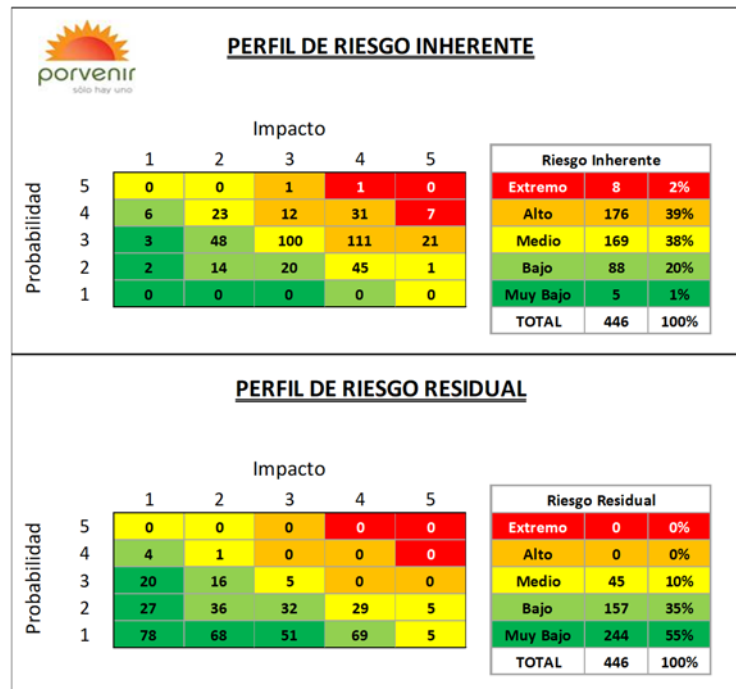 PERFIL DE RIESGO INHERENTE
porvenir
sólo hay uno
Impacto
1 2 3 4 5
Probabilidad
5 0 0 1 1 0
4 6 23 12 31 7
3 3 48 100 111 21
2 2 14 20 45 1
1 0 0 0 0 0
Riesgo Inherente
Extremo 8 2%
Alto 176 39%
Medio 169 38%
Bajo 88 20%
Muy Bajo 5 1%
TOTAL 446 100%
PERFIL DE RIESGO RESIDUAL
Impacto
1 2 3 4 5
Probabilidad
5 0 0 0 0 0
4 4 1 0 0 0
3 20 16 5 0 0
2 27 36 32 29 5
1 78 68 51 69 5
Riesgo Residual
Extremo 0 0%
Alto 0 0%
Medio 45 10%
Bajo 157 35%
Muy Bajo 244 55%
TOTAL 446 100%